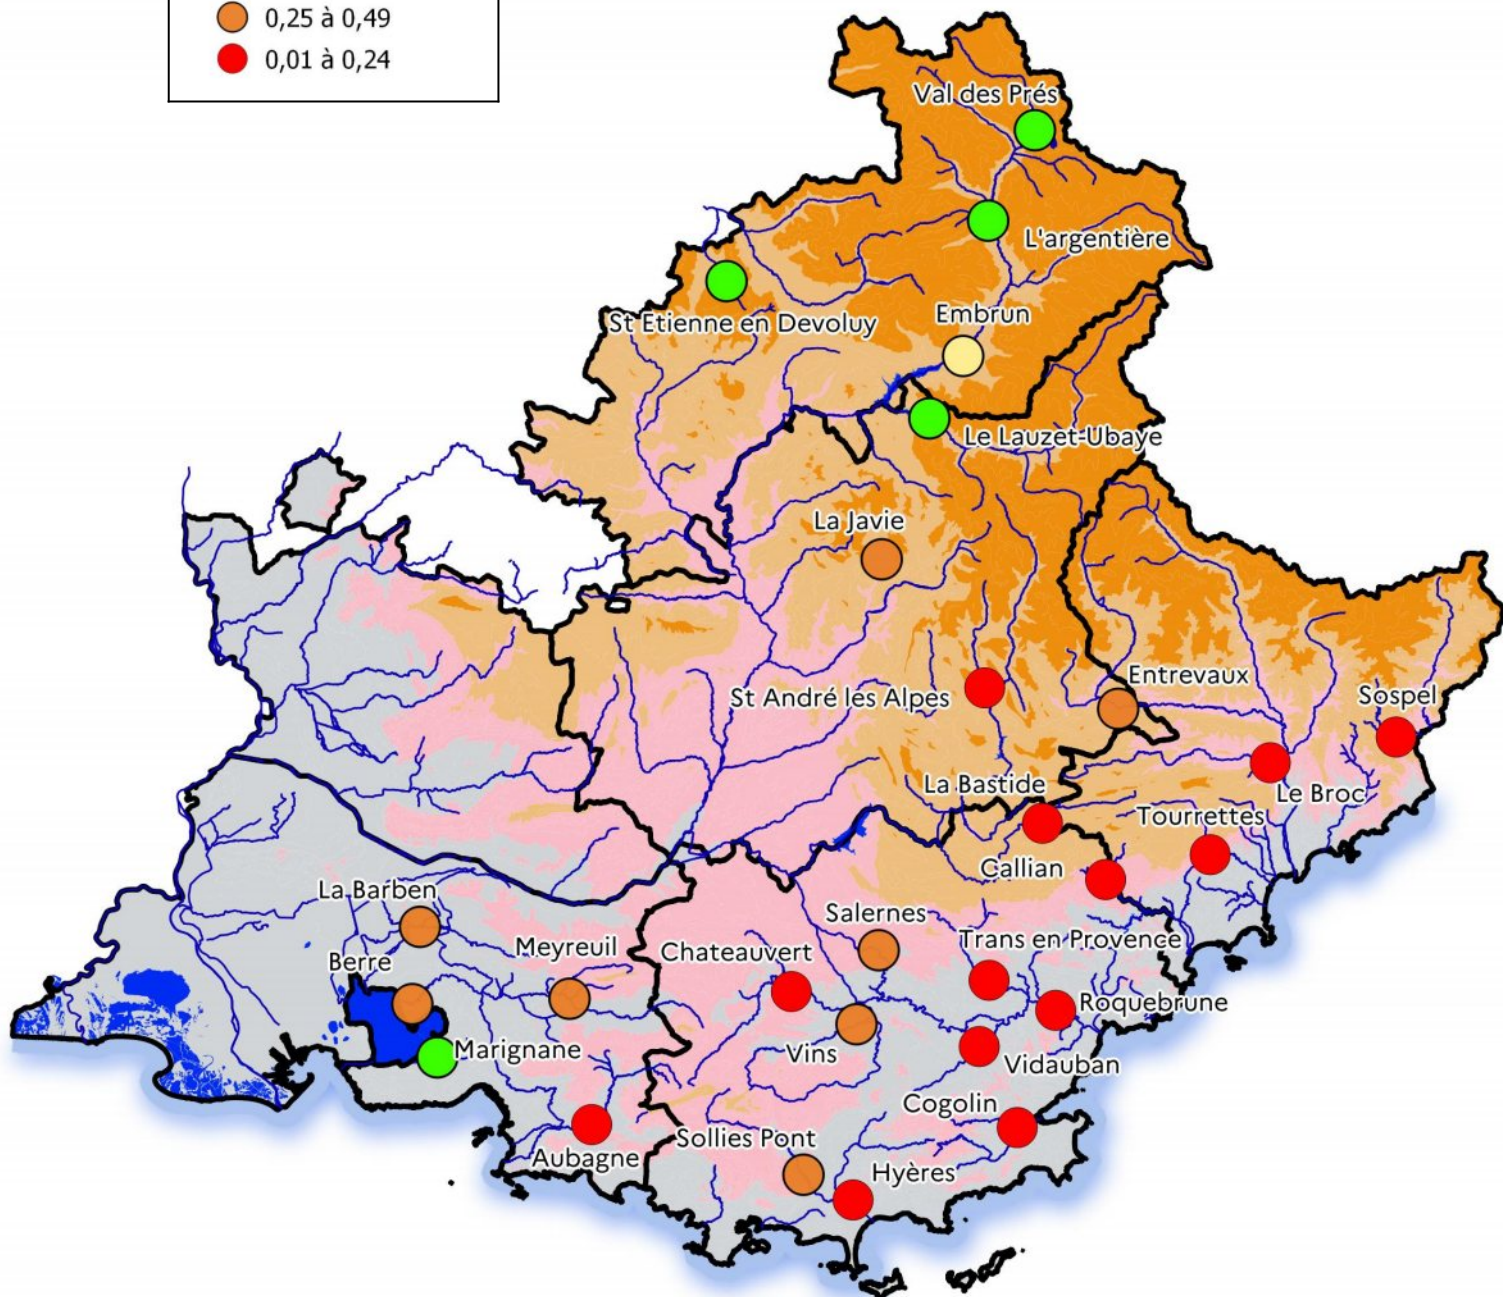 0,25 à 0,49
0,01 à 0,24
Val des Prés
L'argentière
St Etienne en Devoluy
Embrun
Le Lauzet-Ubaye
La Javie
Entrevaux
St André les Alpes
Sospel
La Bastide
Le Broc
Tourrettes
Callian
La Barben
Salernes
Meyreuil
Chateauvert
Trans en Provence
Berre
Roquebrune
Marignane
Vins
Vidauban
Cogolin
Sollies Pont
Aubagne
Hyères